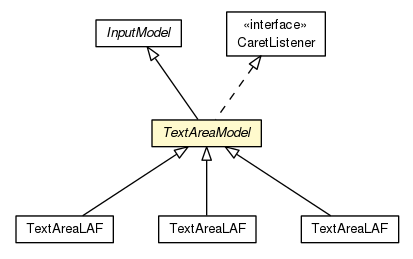 InputModel
«interface»
CaretListener
TextAreaModel
TextAreaLAF
TextAreaLAF
TextAreaLAF